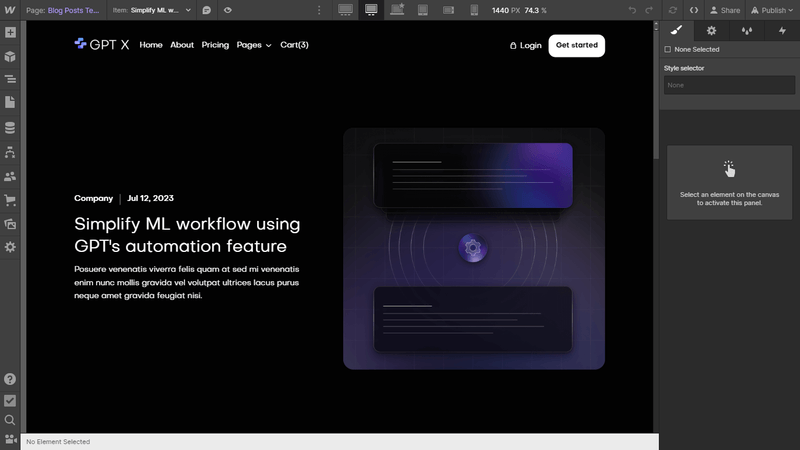 Page: Blog Posts Te...
Item: Simplify ML w...
1440 PX 74.3 %
Share
Publish
None Selected
Style selector
None
Select an element on the canvas
to activate this panel.
GPT X
Home About Pricing Pages Cart(3)
Login
Get started
Company | Jul 12, 2023
Simplify ML workflow using
GPT's automation feature
Posuere venenatis viverra felis quam at sed mi venenatis
enim nunc mollis gravida vel volutpat ultrices lacus purus
neque amet gravida feugiat nisi.
No Element Selected